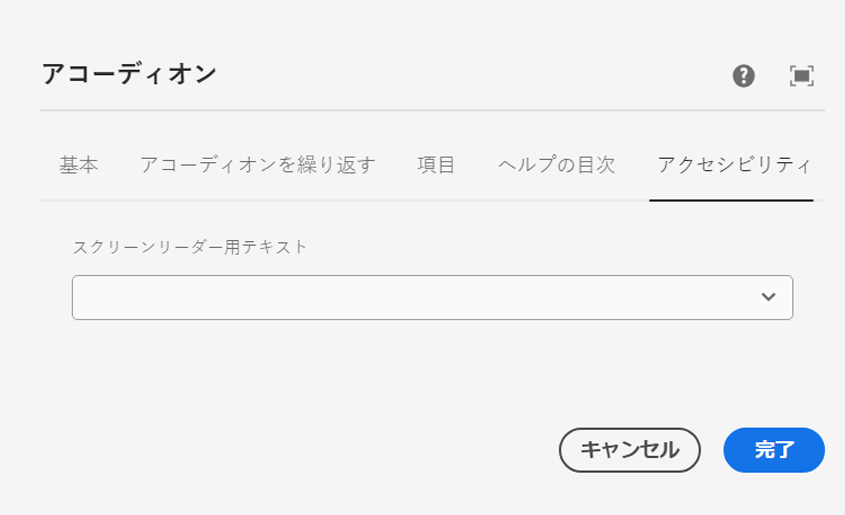 アコーディオン
基本 アコーディオンを繰り返す 項目 ヘルプの目次 アクセシビリティ
スクリーンリーダー用テキスト
キャンセル 完了